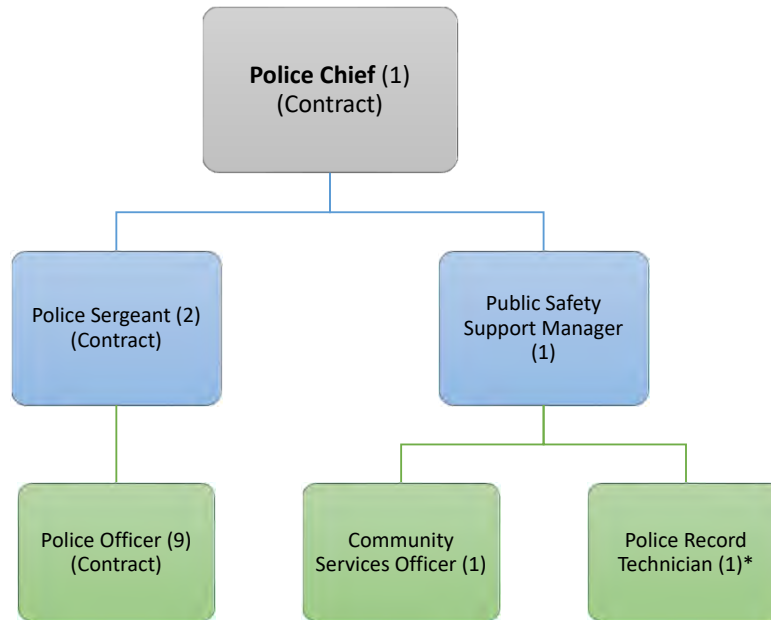 Police Chief (1)
(Contract)
Police Sergeant (2)
(Contract)
Public Safety
Support Manager
(1)
Police Officer (9)
(Contract)
Community
Services Officer (1)
Police Record
Technician (1)*